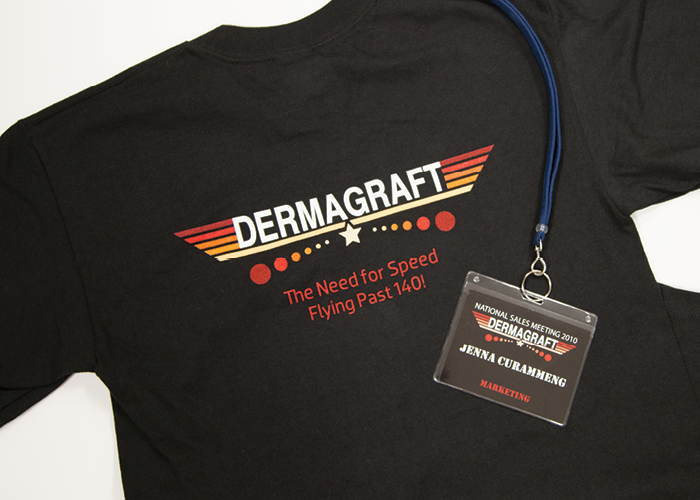 DERMAGRAFT
The Need for Speed
Flying Past 140!
NATIONAL SALES MEETING 2010
DERMAGRAFT
JENNA CURAMMENG
MARKETING